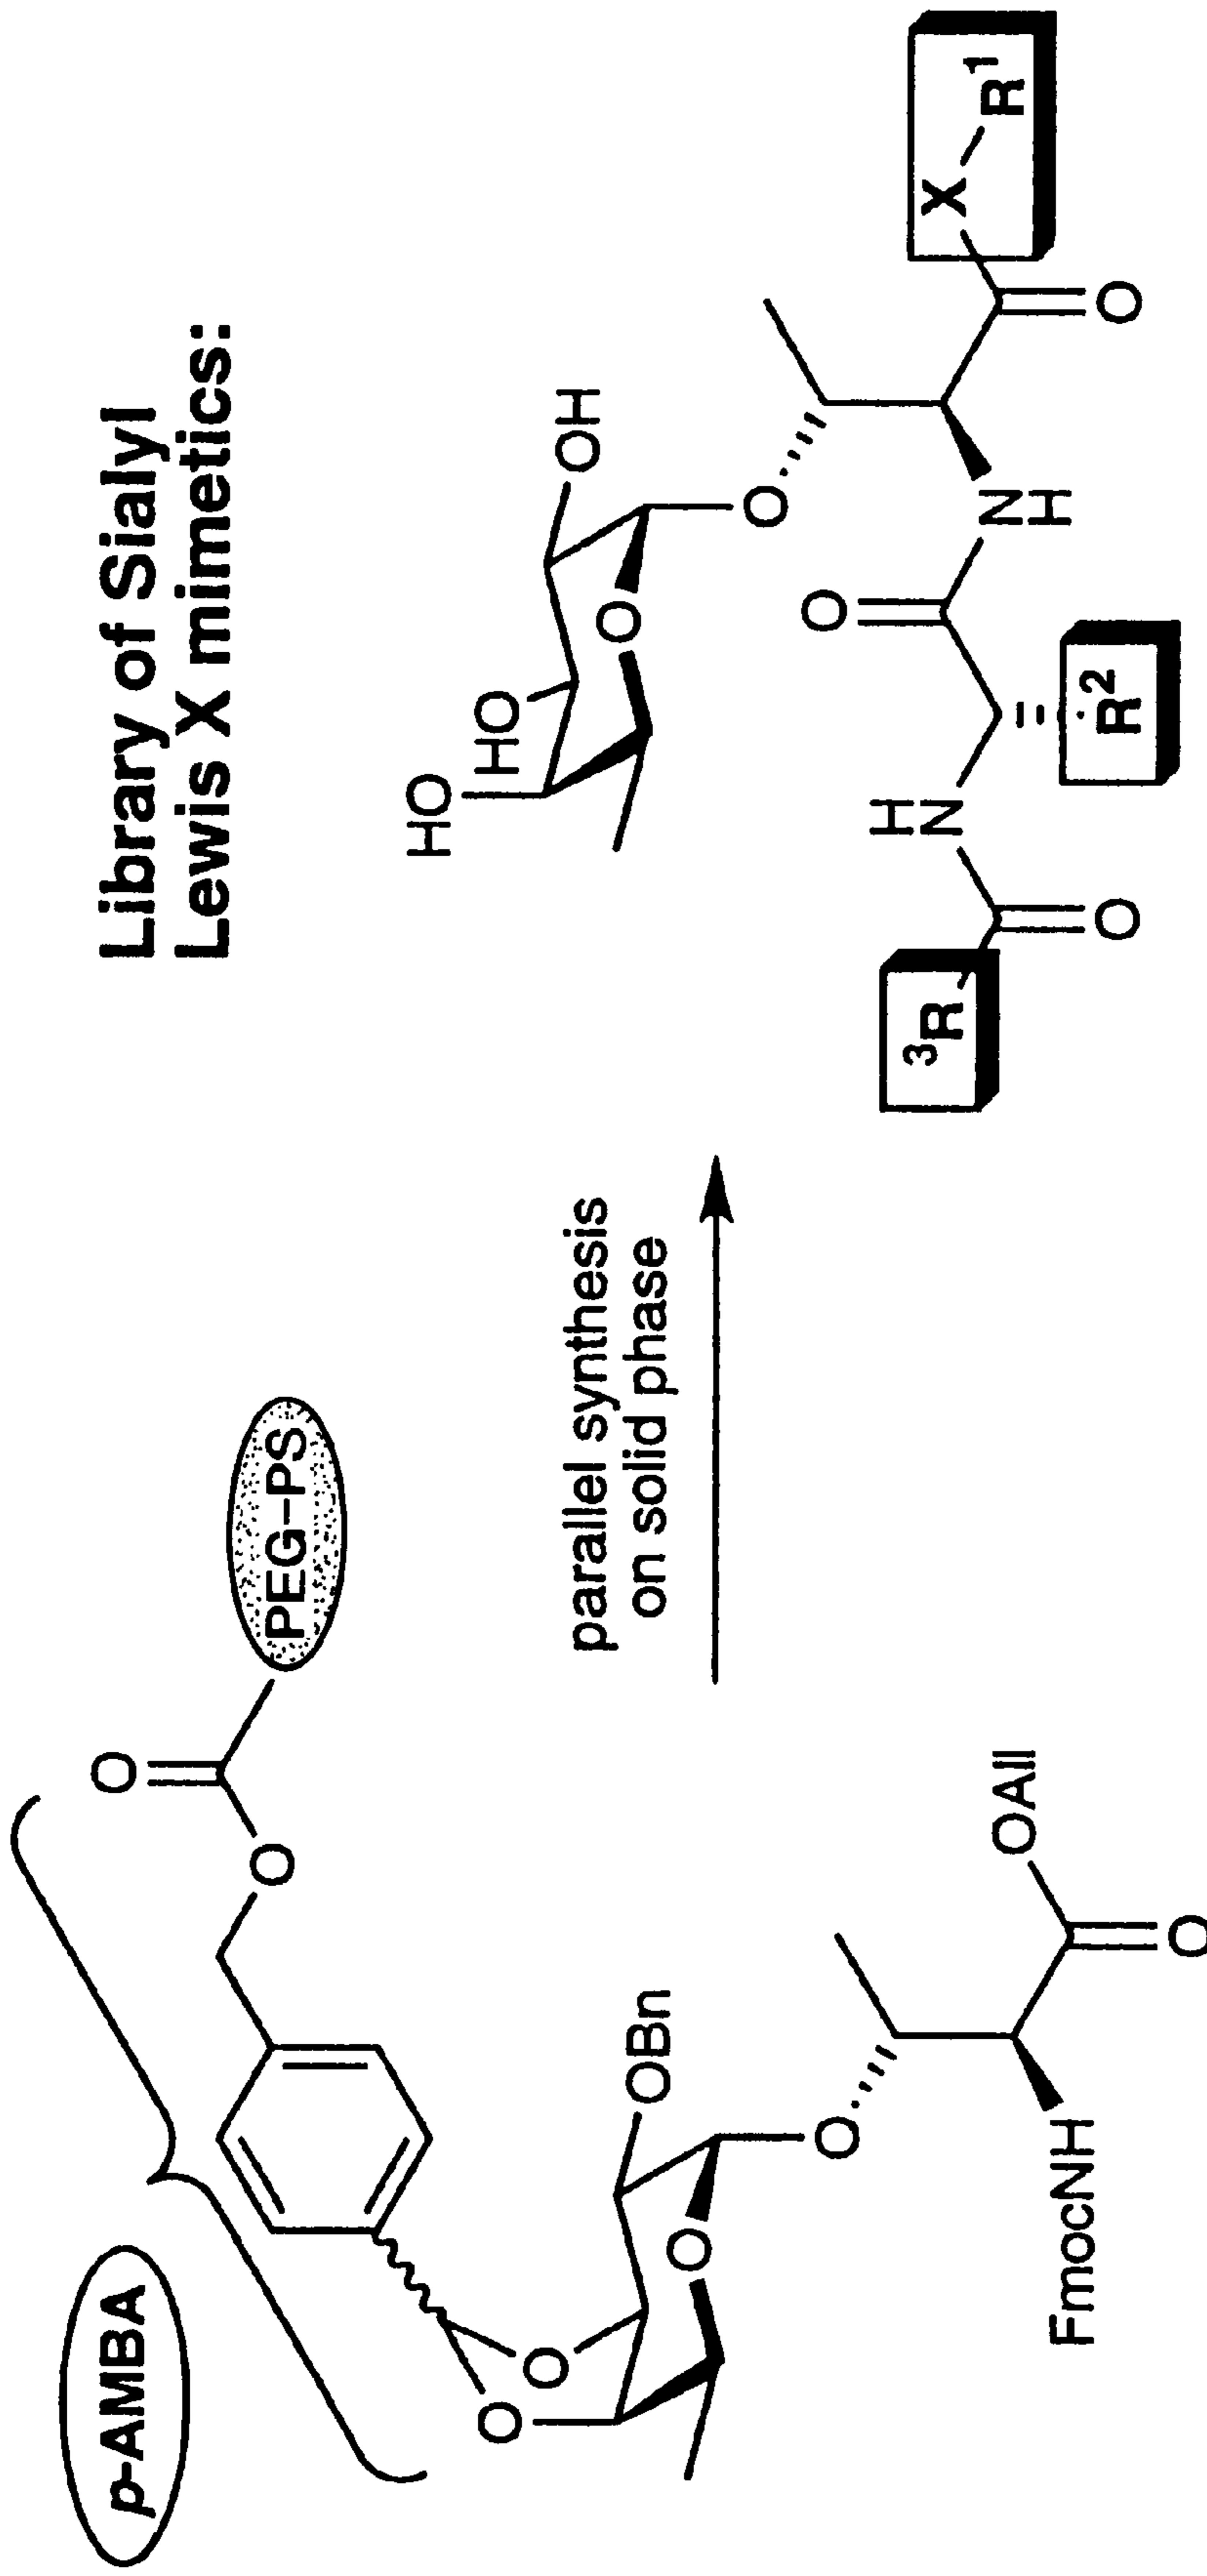 p-AMBA
O
O
PEG–PS
O
O
OBn
O
O
FmocNH
OAll
O
parallel synthesis
on solid phase
Library of Sialyl
Lewis X mimetics:
HO
HO
OH
O
O
O
³R
O
H
N
R²
N
H
X
R¹
O